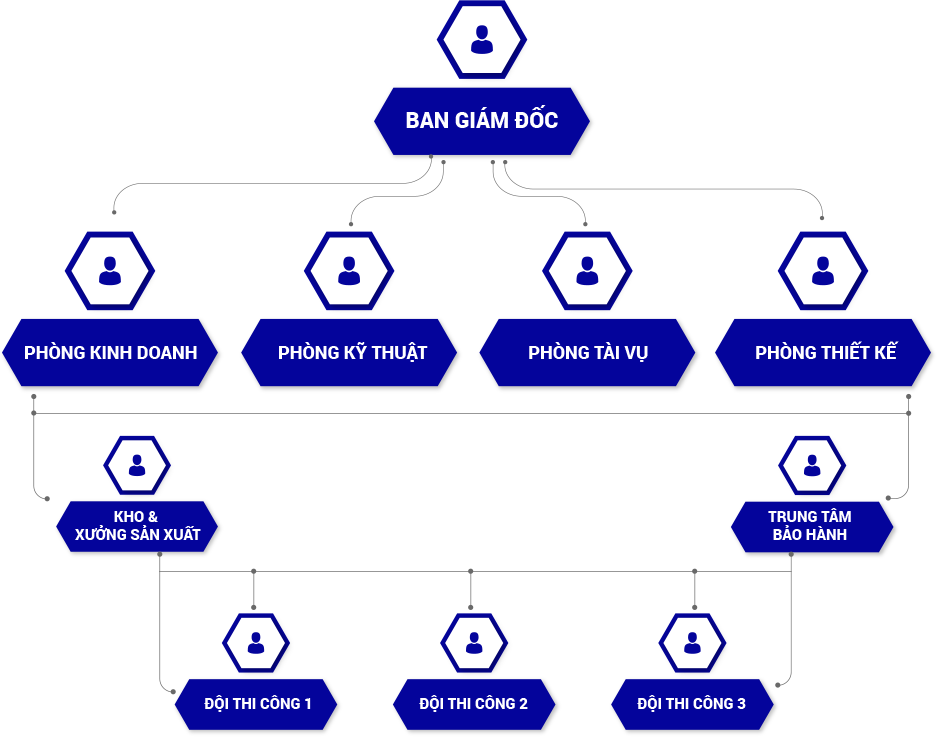 BAN GIÁM ĐỐC
PHÒNG KINH DOANH
PHÒNG KỸ THUẬT
PHÒNG TÀI VỤ
PHÒNG THIẾT KẾ
KHO &
XƯỞNG SẢN XUẤT
TRUNG TÂM
BẢO HÀNH
ĐỘI THI CÔNG 1
ĐỘI THI CÔNG 2
ĐỘI THI CÔNG 3